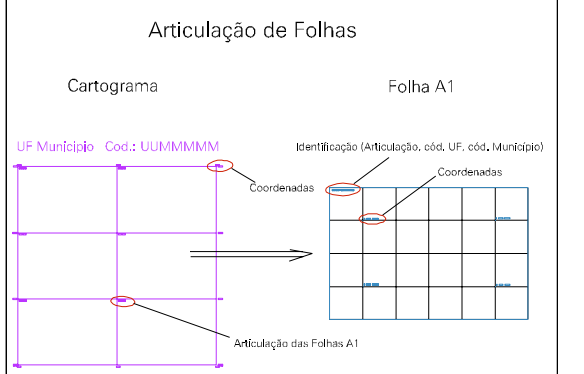 Articulação de Folhas
Cartograma
Folha A1
UF Município Cod.: UUMMMMM
Identificação (Articulação, cód. UF, cód. Município)
Coordenadas
Coordenadas
Articulação das Folhas A1